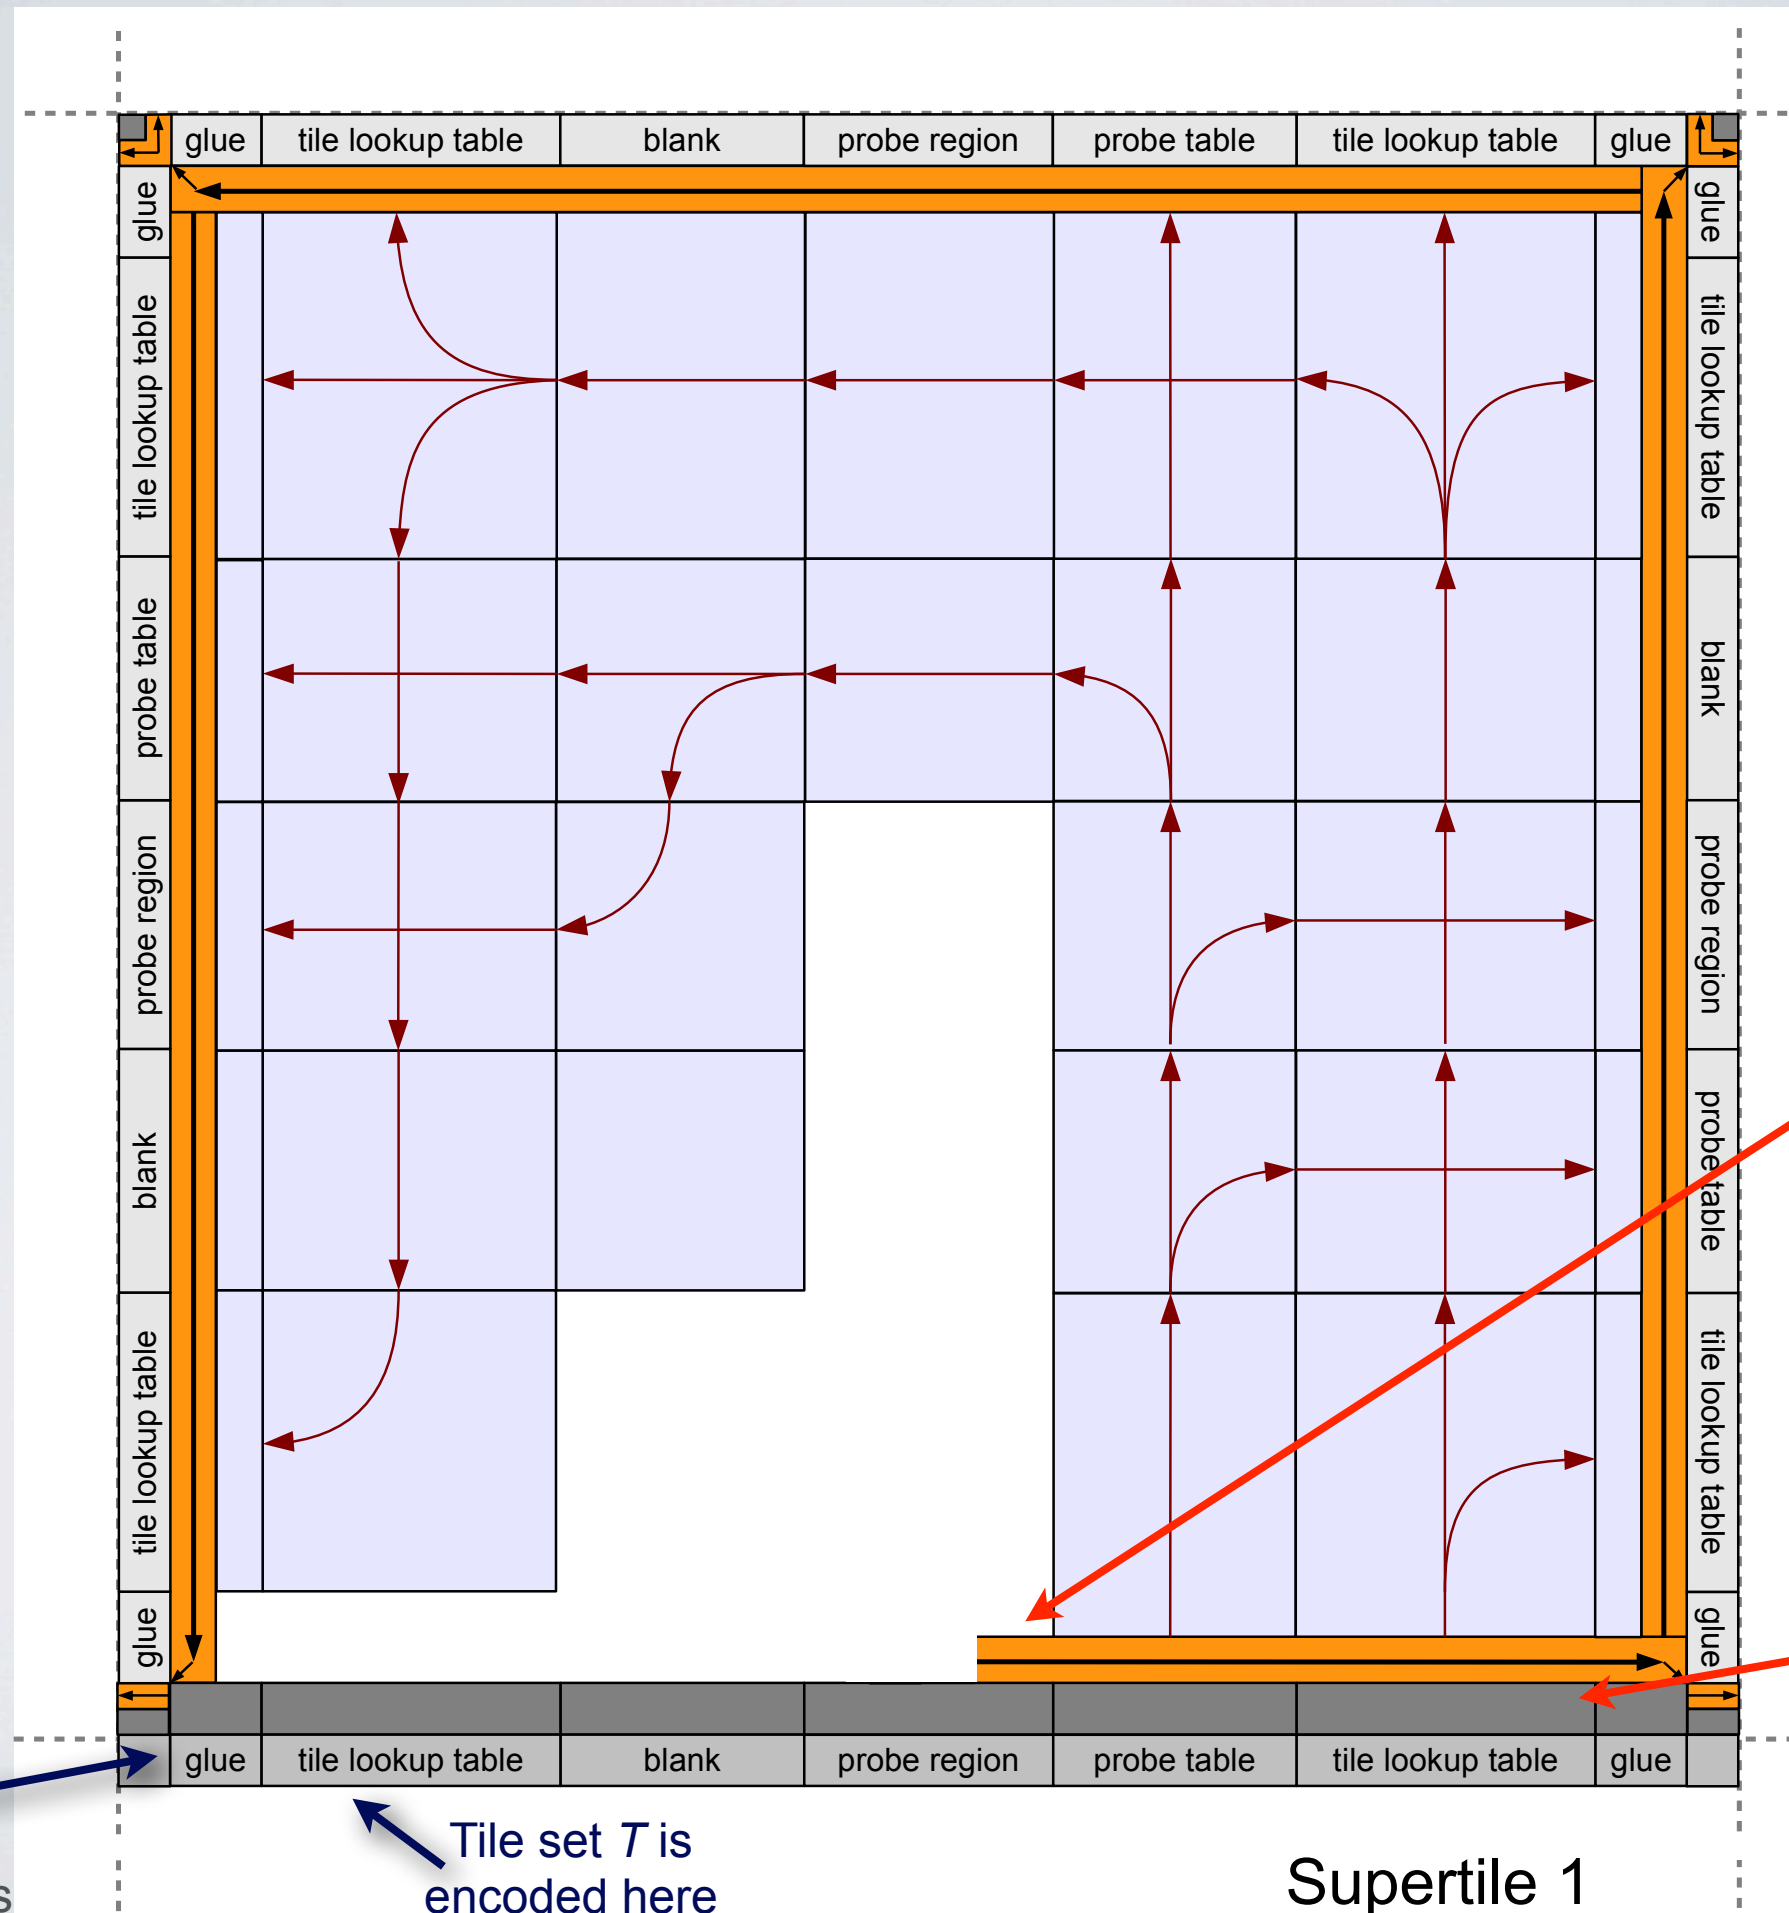 glue tile lookup table blank probe region probe table tile lookup table glue
glue
tile lookup table
probe table
probe region
blank
tile lookup table
glue
glue
tile lookup table
blank
probe region
probe table
tile lookup table
glue
glue tile lookup table blank probe region probe table tile lookup table glue
Tile set T is
encoded here
Supertile 1
s